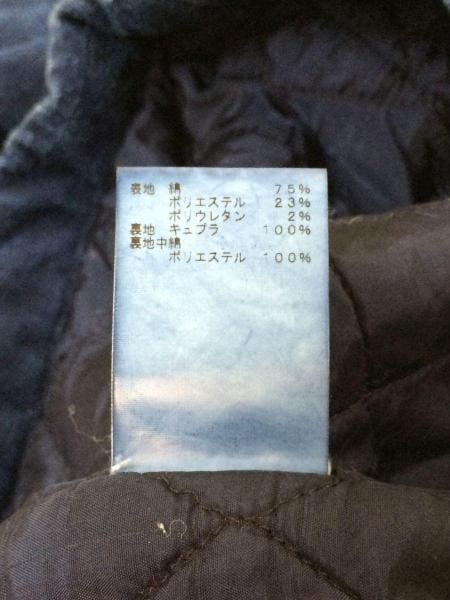 表地 綿 75%
ポリエステル 23%
ポリウレタン 2%
裏地 キュプラ 100%
裏地中綿
ポリエステル 100%